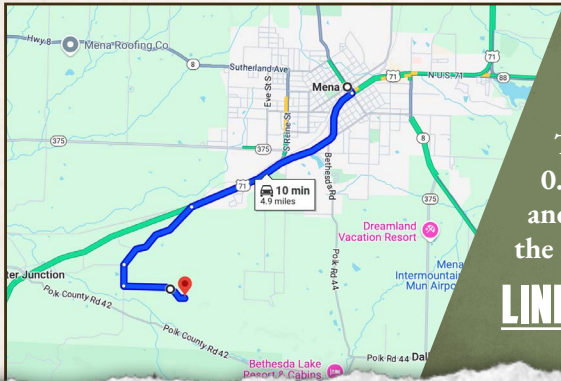 Hwy 8
Mena Roofing Co
8
Sutherland Ave
Eve St S
S Reine St
Mena
71
N U.S. 71
71
88
375
375
8
71
10 min
4.9 miles
Bethesda Rd
Dreamland
Vacation Resort
Mena
Intermountain
Mun Airpo
Polk Rd 44
ter Junction
Polk County Rd 42
Polk County Rd 42
Bethesda Lake
Resort & Cabins
Polk Rd 44
Dal
0.
and
the
LIN